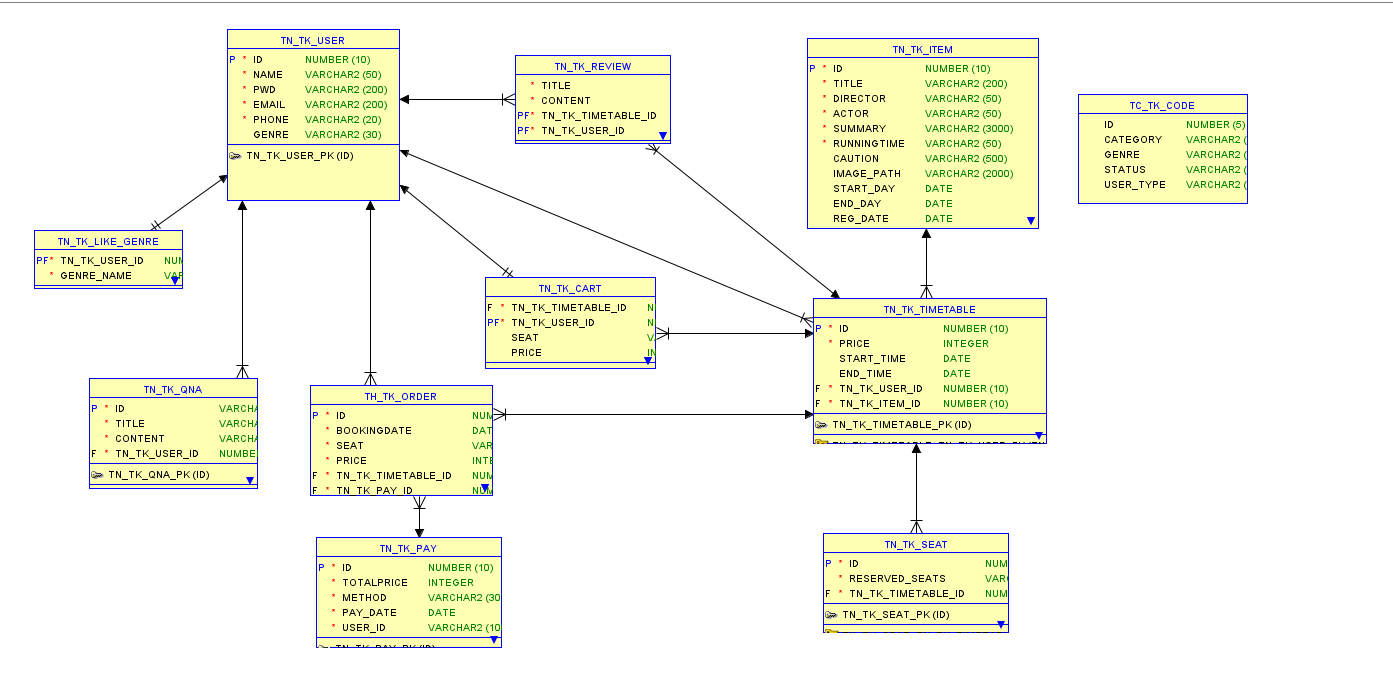 TN_TK_USER
P * ID NUMBER (10)
* NAME VARCHAR2 (50)
* PWD VARCHAR2 (200)
* EMAIL VARCHAR2 (200)
* PHONE VARCHAR2 (20)
GENRE VARCHAR2 (30)
TN_TK_USER_PK (ID)
TN_TK_REVIEW
* TITLE
* CONTENT
PF* TN_TK_TIMETABLE_ID
PF* TN_TK_USER_ID
TN_TK_ITEM
P * ID NUMBER (10)
* TITLE VARCHAR2 (200)
* DIRECTOR VARCHAR2 (50)
* ACTOR VARCHAR2 (50)
* SUMMARY VARCHAR2 (3000)
* RUNNINGTIME VARCHAR2 (50)
CAUTION VARCHAR2 (500)
IMAGE_PATH VARCHAR2 (2000)
START_DAY DATE
END_DAY DATE
REG_DATE DATE
TC_TK_CODE
ID NUMBER (5)
CATEGORY VARCHAR2 (
GENRE VARCHAR2 (
STATUS VARCHAR2 (
USER_TYPE VARCHAR2 (
TN_TK_LIKE_GENRE
PF* TN_TK_USER_ID NUM
* GENRE_NAME VAR
TN_TK_CART
F * TN_TK_TIMETABLE_ID N
PF* TN_TK_USER_ID N
SEAT V
PRICE IN
TN_TK_TIMETABLE
P * ID NUMBER (10)
* PRICE INTEGER
START_TIME DATE
END_TIME DATE
F * TN_TK_USER_ID NUMBER (10)
F * TN_TK_ITEM_ID NUMBER (10)
TN_TK_TIMETABLE_PK (ID)
TN_TK_QNA
P * ID VARCHA
* TITLE VARCHA
* CONTENT VARCHA
F * TN_TK_USER_ID NUMBE
TN_TK_QNA_PK (ID)
TH_TK_ORDER
P * ID NUM
* BOOKINGDATE DAT
* SEAT VAR
* PRICE INTE
F * TN_TK_TIMETABLE_ID NUM
F * TN_TK_PAY_ID NUM
TN_TK_PAY
P * ID NUMBER (10)
* TOTALPRICE INTEGER
* METHOD VARCHAR2 (30
* PAY_DATE DATE
* USER_ID VARCHAR2 (10
TN_TK_PAY_PK (ID)
TN_TK_SEAT
P * ID NUM
* RESERVED_SEATS VARC
F * TN_TK_TIMETABLE_ID NUM
TN_TK_SEAT_PK (ID)